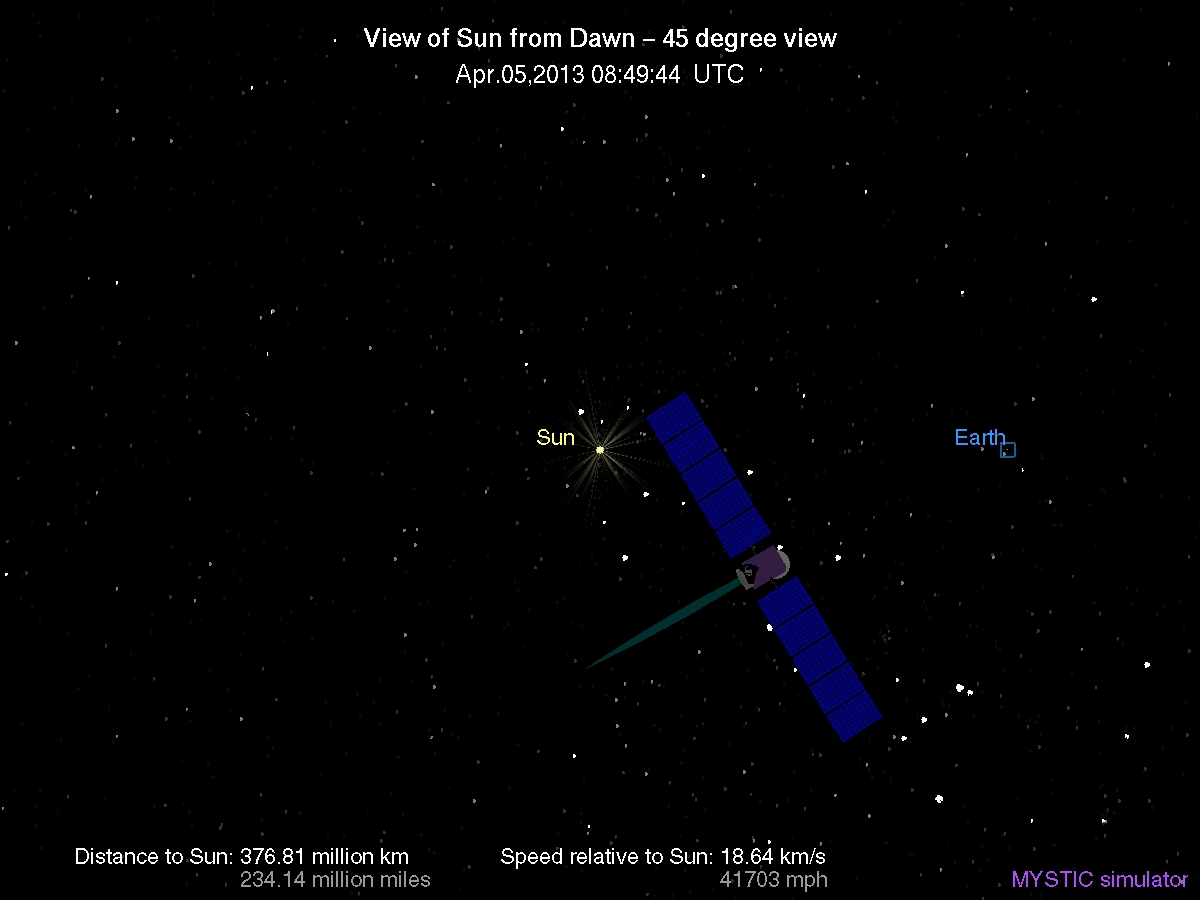 View of Sun from Dawn – 45 degree view
Apr.05,2013 08:49:44 UTC
Sun
Earth
Distance to Sun: 376.81 million km
234.14 million miles
Speed relative to Sun: 18.64 km/s
41703 mph
MYSTIC simulator